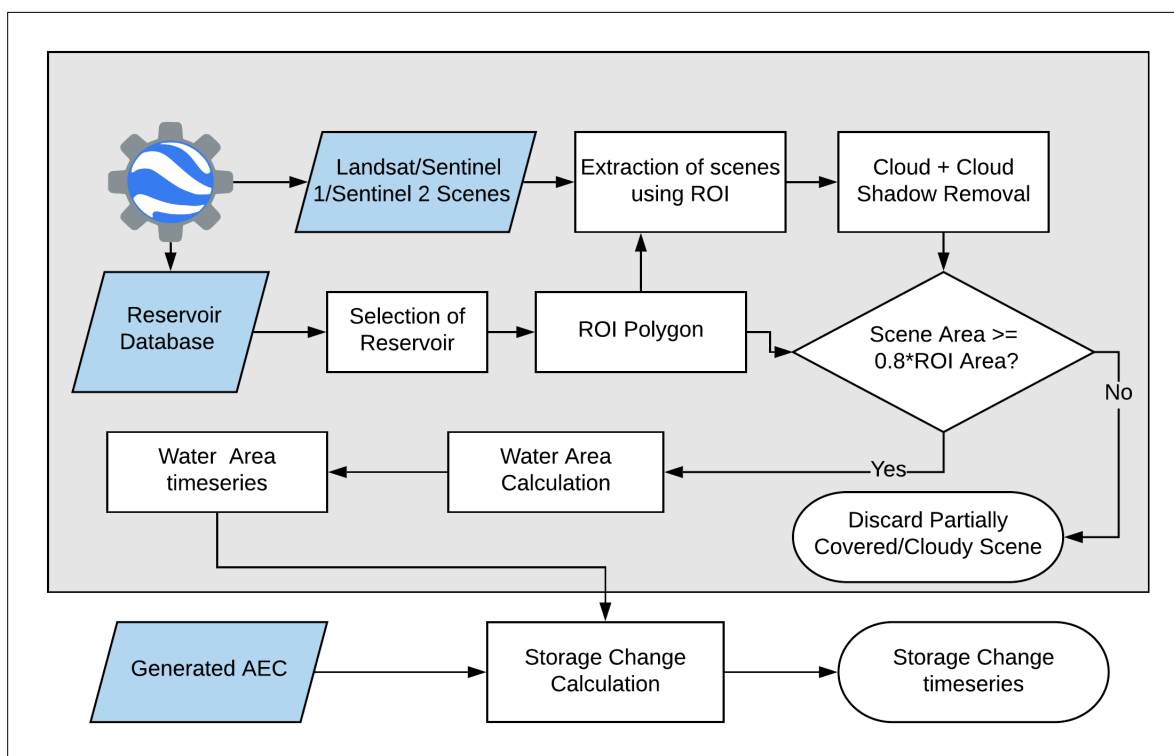 Landsat/Sentinel
1/Sentinel 2 Scenes
Extraction of scenes
using ROI
Cloud + Cloud
Shadow Removal
Reservoir
Database
Selection of
Reservoir
ROI Polygon
Scene Area >=
0.8*ROI Area?
No
Yes
Water Area
timeseries
Water Area
Calculation
Discard Partially
Covered/Cloudy Scene
Generated AEC
Storage Change
Calculation
Storage Change
timeseries